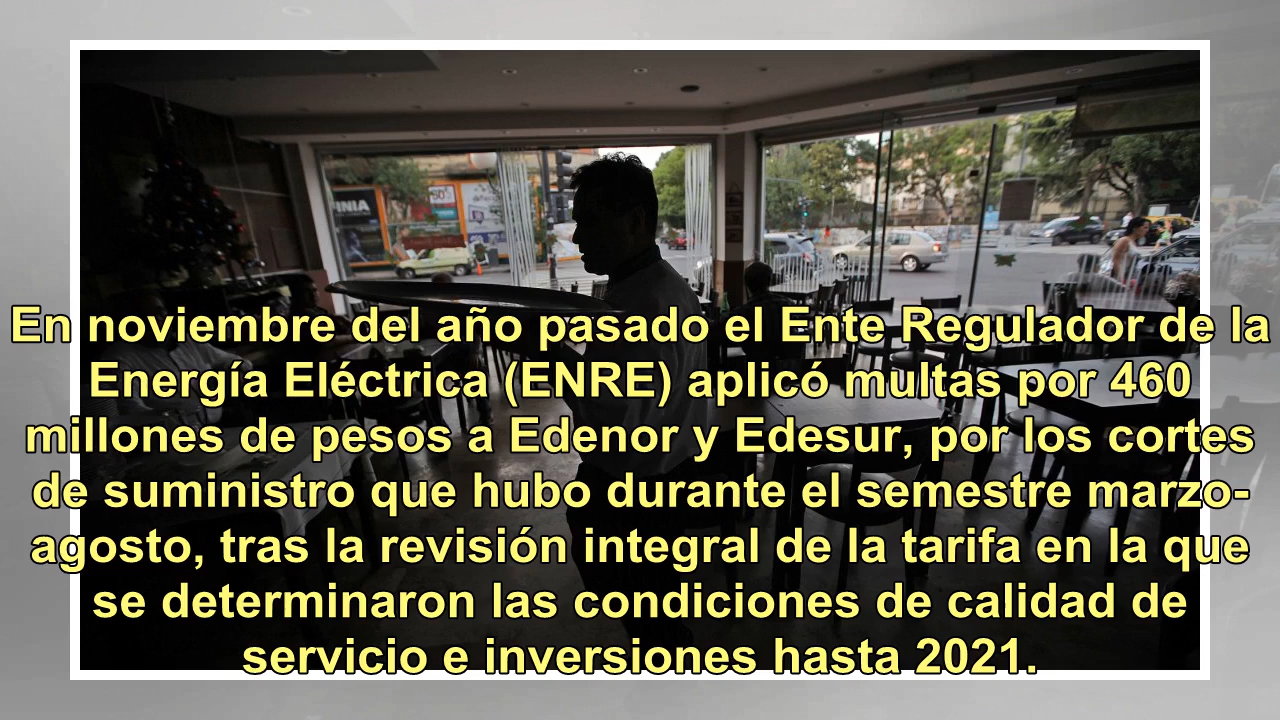 En noviembre del año pasado el Ente Regulador de la
Energía Eléctrica (ENRE) aplicó multas por 460
millones de pesos a Edenor y Edesur, por los cortes
de suministro que hubo durante el semestre marzo-
agosto, tras la revisión integral de la tarifa en la que
se determinaron las condiciones de calidad de
servicio e inversiones hasta 2021.